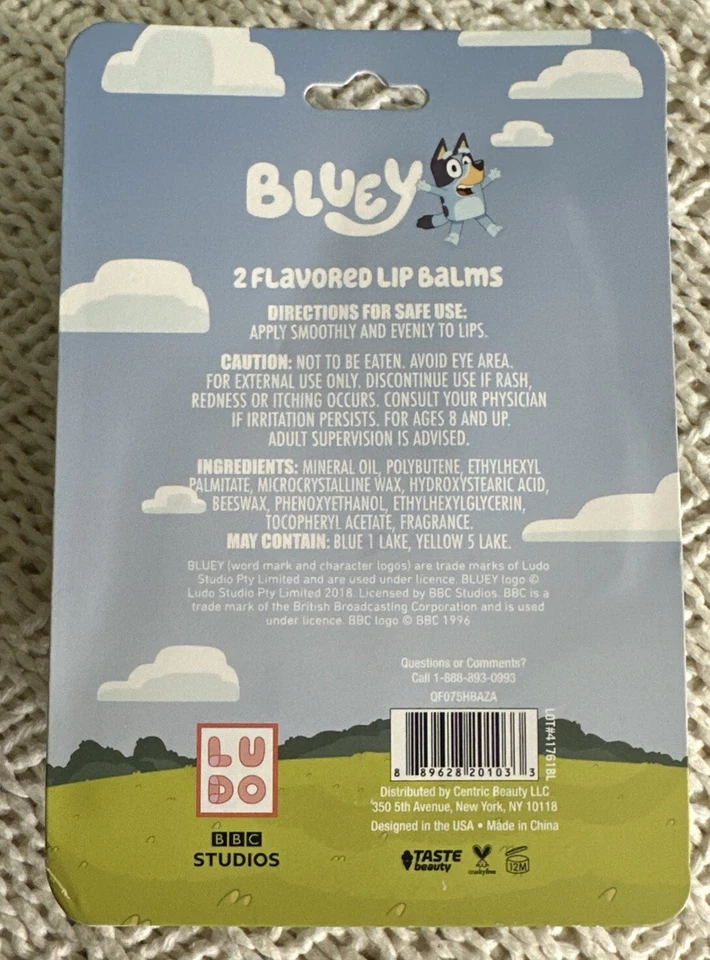 BLUEY
2 FLAVORED LIP BALMS
DIRECTIONS FOR SAFE USE:
APPLY SMOOTHLY AND EVENLY TO LIPS.
CAUTION: NOT TO BE EATEN. AVOID EYE AREA.
FOR EXTERNAL USE ONLY. DISCONTINUE USE IF RASH,
REDNESS OR ITCHING OCCURS. CONSULT YOUR PHYSICIAN
IF IRRITATION PERSISTS. FOR AGES 8 AND UP.
ADULT SUPERVISION IS ADVISED.
INGREDIENTS: MINERAL OIL, POLYBUTENE, ETHYLHEXYL
PALMITATE, MICROCRYSTALLINE WAX, HYDROXYSTEARIC ACID,
BEESWAX, PHENOXYETHANOL, ETHYLHEXYLGLYCERIN,
TOCOPHERYL ACETATE, FRAGRANCE.
MAY CONTAIN: BLUE 1 LAKE, YELLOW 5 LAKE.
BLUEY (word mark and character logos) are trade marks of Ludo
Studio Pty Limited and are used under licence. BLUEY logo ©
Ludo Studio Pty Limited 2018. Licensed by BBC Studios. BBC is a
trade mark of the British Broadcasting Corporation and is used
under licence. BBC logo © BBC 1996
Questions or Comments?
Call 1-888-893-0993
QF075HBAZA
LOT#41761BL
8 89628 20103 3
Distributed by Centric Beauty LLC
350 5th Avenue, New York, NY 10118
Designed in the USA • Made in China
LU
DO
BBC
STUDIOS
TASTE
beauty
crueltyfree
12M